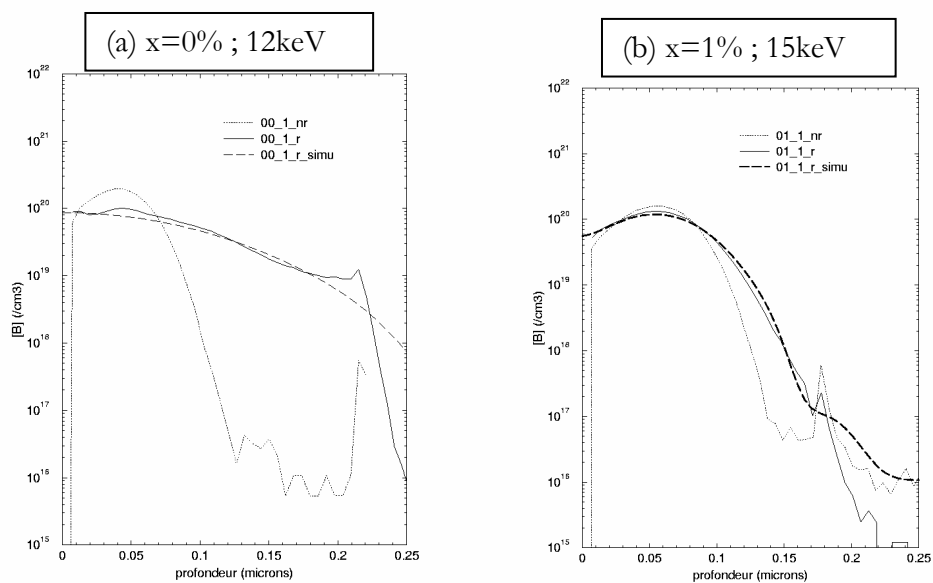 (a) x=0% ; 12keV
10^22
10^21
10^20
10^19
10^18
10^17
10^16
10^15
[B] (/cm3)
00_1_nr
00_1_r
00_1_r_simu
0 0.05 0.1 0.15 0.2 0.25
profondeur (microns)
(b) x=1% ; 15keV
10^22
10^21
10^20
10^19
10^18
10^17
10^16
10^15
[B] (/cm3)
01_1_nr
01_1_r
01_1_r_simu
0 0.05 0.1 0.15 0.2 0.25
profondeur (microns)